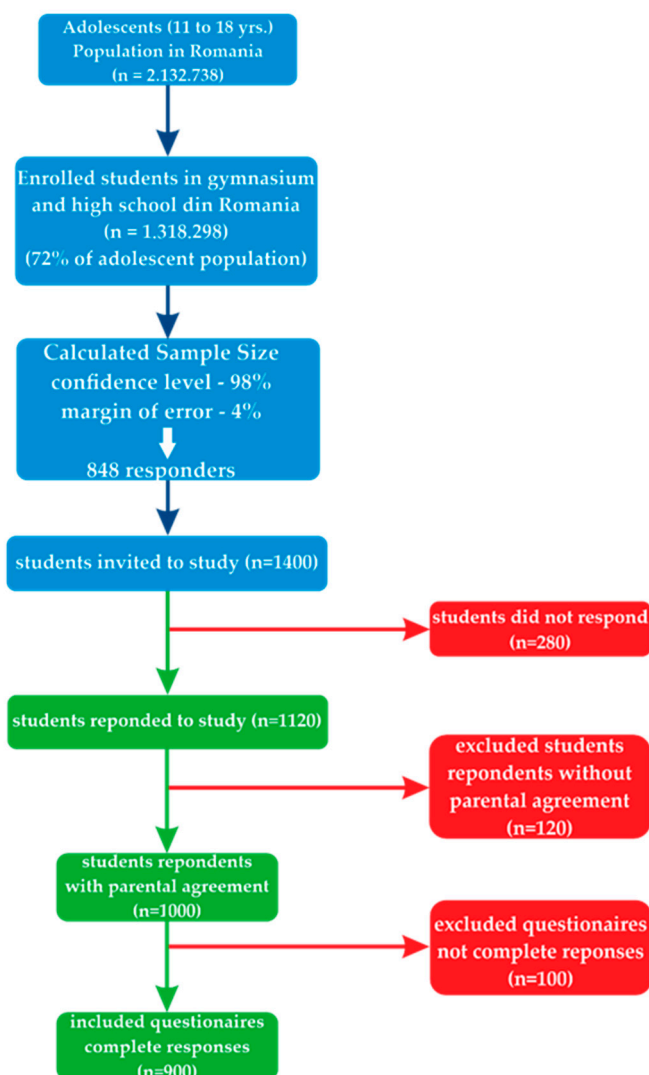 Adolescents (11 to 18 yrs.)
Population in Romania
(n = 2.132.738)
Enrolled students in gymnasium
and high school din Romania
(n = 1.318.298)
(72% of adolescent population)
Calculated Sample Size
confidence level - 98%
margin of error - 4%
848 responders
students invited to study (n=1400)
students did not respond
(n=280)
students reponded to study (n=1120)
excluded students
repondents without
parental agreement
(n=120)
students repondents
with parental agreement
(n=1000)
excluded questionaires
not complete reponses
(n=100)
included questionaires
complete responses
(n=900)